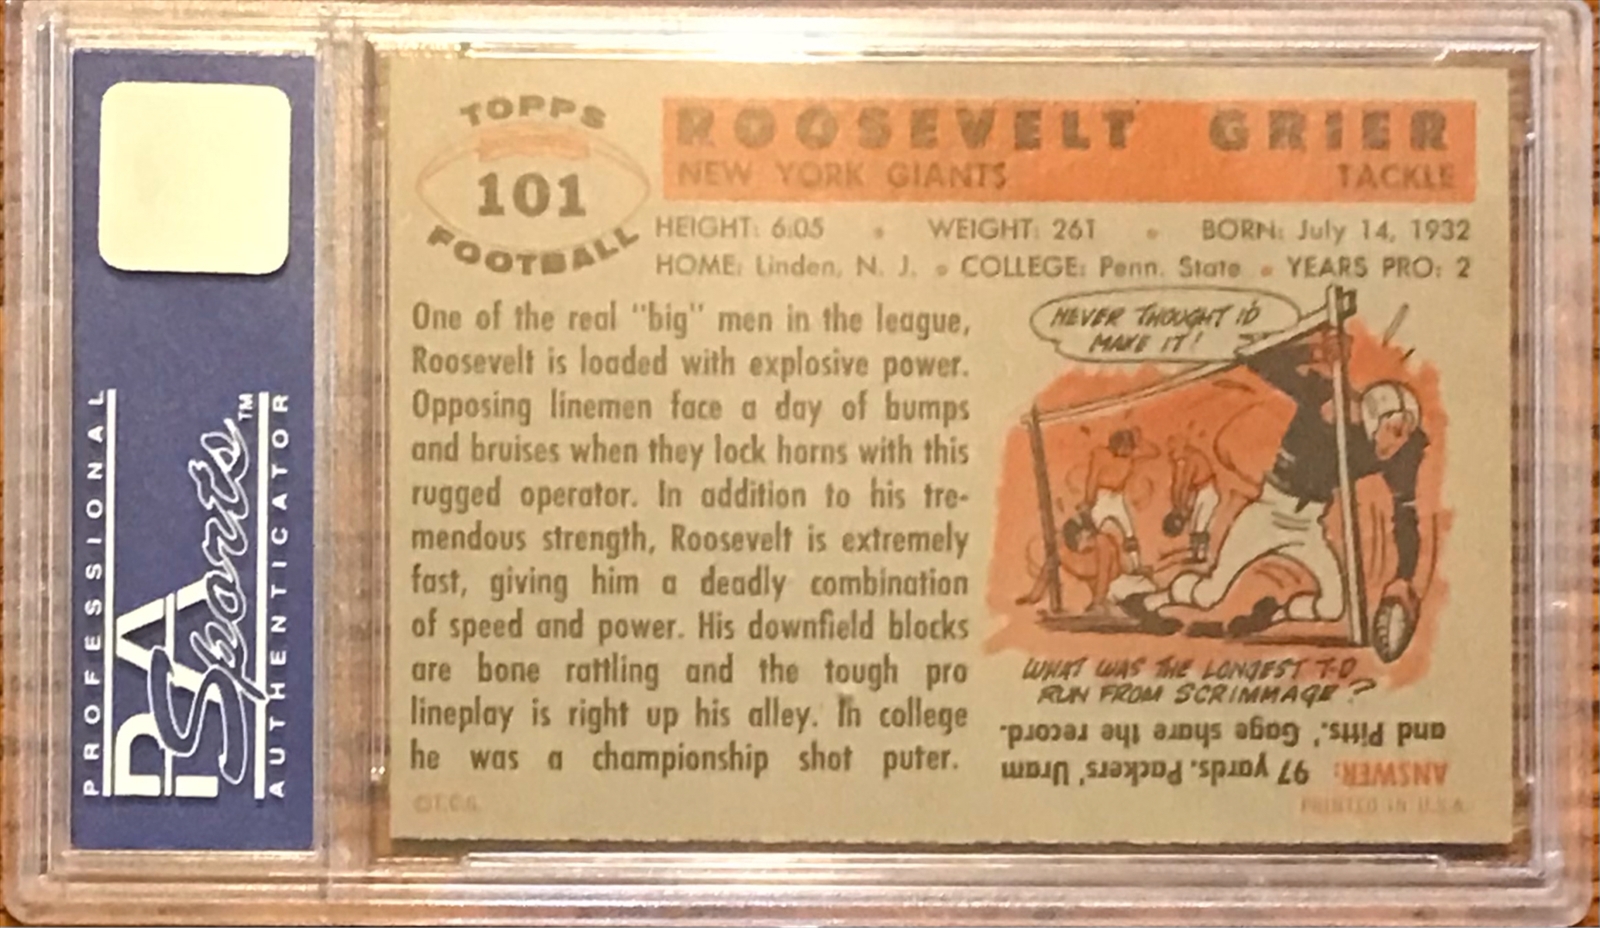 PROFESSIONAL
PSA
Sports™
AUTHENTICATOR
TOPPS
101
FOOTBALL
ROOSEVELT GRIER
NEW YORK GIANTS TACKLE
HEIGHT: 6:05 • WEIGHT: 261 • BORN: July 14, 1932
HOME: Linden, N. J. • COLLEGE: Penn. State • YEARS PRO: 2
One of the real "big" men in the league,
Roosevelt is loaded with explosive power.
Opposing linemen face a day of bumps
and bruises when they lock horns with this
rugged operator. In addition to his tre-
mendous strength, Roosevelt is extremely
fast, giving him a deadly combination
of speed and power. His downfield blocks
are bone rattling and the tough pro
lineplay is right up his alley. In college
he was a championship shot puter.
©T.C.G.
NEVER THOUGHT I'D
MAKE IT!
WHAT WAS THE LONGEST T-D
RUN FROM SCRIMMAGE?
ANSWER: 97 yards. Packers' Uram
and Pitts.' Gage share the record.
PRINTED IN U.S.A.